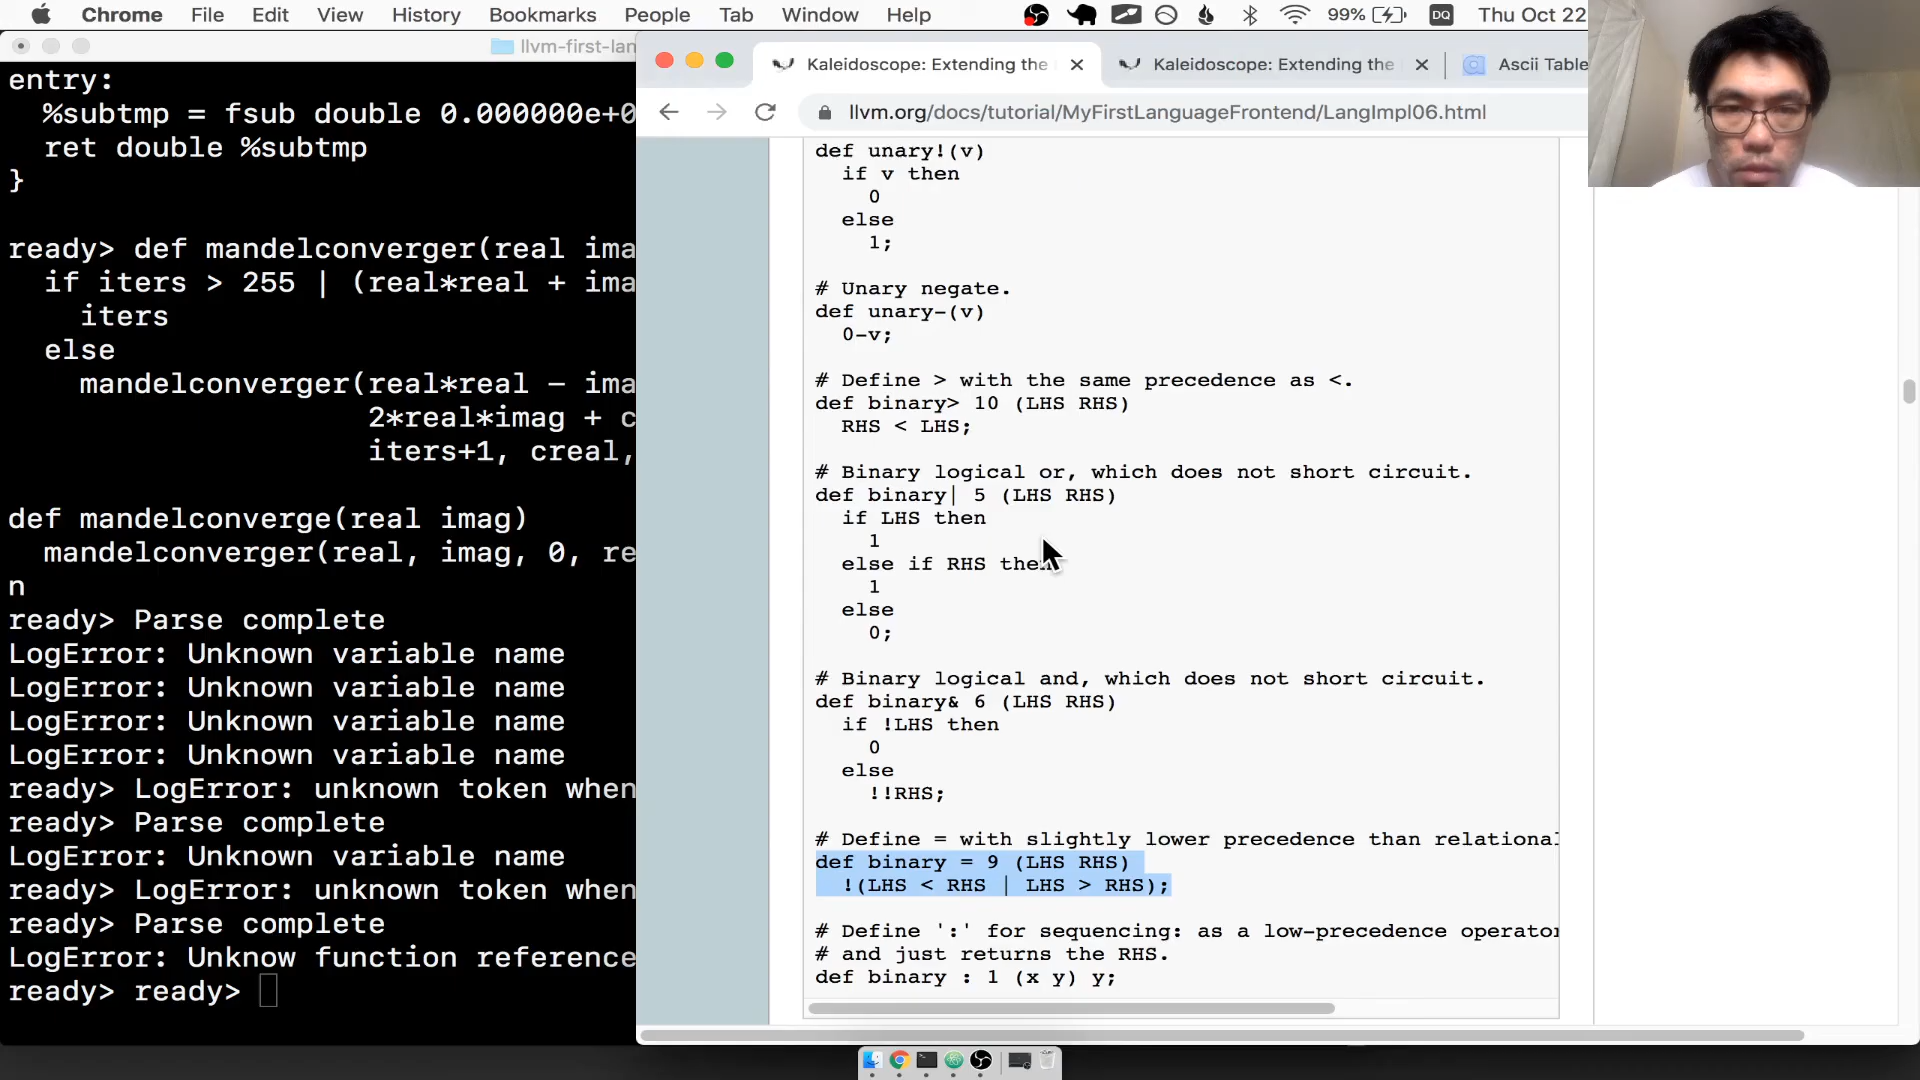 Chrome File Edit View History Bookmarks People Tab Window Help 99% DQ Thu Oct 22
llvm-first-lan
entry:
%subtmp = fsub double 0.000000e+0
ret double %subtmp
}
ready> def mandelconverger(real ima
if iters > 255 | (real*real + ima
iters
else
mandelconverger(real*real - ima
2*real*imag + c
iters+1, creal,
def mandelconverge(real imag)
mandelconverger(real, imag, 0, re
n
ready> Parse complete
LogError: Unknown variable name
LogError: Unknown variable name
LogError: Unknown variable name
LogError: Unknown variable name
ready> LogError: unknown token when
ready> Parse complete
LogError: Unknown variable name
ready> LogError: unknown token when
ready> Parse complete
LogError: Unknow function reference
ready> ready>
Kaleidoscope: Extending the Kaleidoscope: Extending the Ascii Table
llvm.org/docs/tutorial/MyFirstLanguageFrontend/LangImpl06.html
def unary!(v)
if v then
0
else
1;
# Unary negate.
def unary-(v)
0-v;
# Define > with the same precedence as <.
def binary> 10 (LHS RHS)
RHS < LHS;
# Binary logical or, which does not short circuit.
def binary| 5 (LHS RHS)
if LHS then
1
else if RHS then
1
else
0;
# Binary logical and, which does not short circuit.
def binary& 6 (LHS RHS)
if !LHS then
0
else
!!RHS;
# Define = with slightly lower precedence than relational
def binary = 9 (LHS RHS)
!(LHS < RHS | LHS > RHS);
# Define ':' for sequencing: as a low-precedence operator
# and just returns the RHS.
def binary : 1 (x y) y;